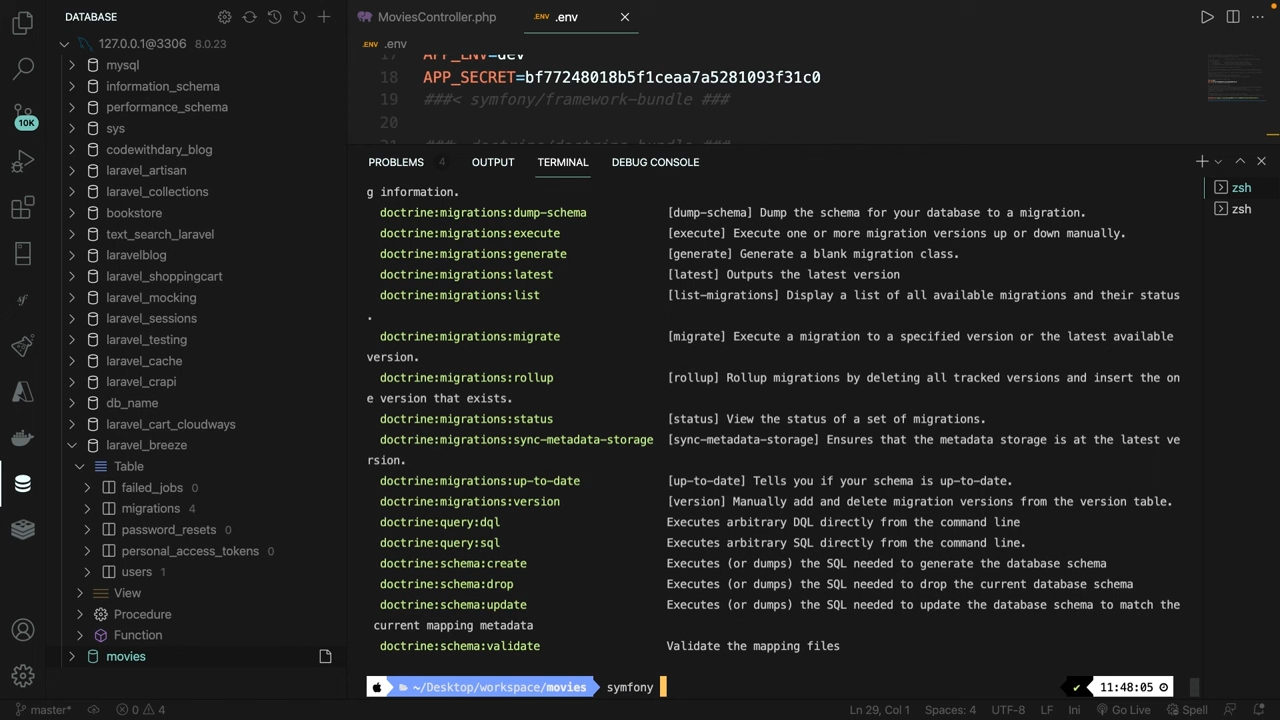 DATABASE
127.0.0.1@3306 8.0.23
mysql
information_schema
performance_schema
sys
codewithdary_blog
laravel_artisan
laravel_collections
bookstore
text_search_laravel
laravelblog
laravel_shoppingcart
laravel_mocking
laravel_sessions
laravel_testing
laravel_cache
laravel_crapi
db_name
laravel_cart_cloudways
laravel_breeze
Table
failed_jobs 0
migrations 4
password_resets 0
personal_access_tokens 0
users 1
View
Procedure
Function
movies
10K
MoviesController.php
.ENV .env
.ENV .env
17 APP_ENV=dev
18 APP_SECRET=bf77248018b5f1ceaa7a5281093f31c0
19 ###< symfony/framework-bundle ###
20
PROBLEMS 4 OUTPUT TERMINAL DEBUG CONSOLE
zsh
zsh
g information.
doctrine:migrations:dump-schema [dump-schema] Dump the schema for your database to a migration.
doctrine:migrations:execute [execute] Execute one or more migration versions up or down manually.
doctrine:migrations:generate [generate] Generate a blank migration class.
doctrine:migrations:latest [latest] Outputs the latest version
doctrine:migrations:list [list-migrations] Display a list of all available migrations and their status
.
doctrine:migrations:migrate [migrate] Execute a migration to a specified version or the latest available
version.
doctrine:migrations:rollup [rollup] Rollup migrations by deleting all tracked versions and insert the on
e version that exists.
doctrine:migrations:status [status] View the status of a set of migrations.
doctrine:migrations:sync-metadata-storage [sync-metadata-storage] Ensures that the metadata storage is at the latest ve
rsion.
doctrine:migrations:up-to-date [up-to-date] Tells you if your schema is up-to-date.
doctrine:migrations:version [version] Manually add and delete migration versions from the version table.
doctrine:query:dql Executes arbitrary DQL directly from the command line
doctrine:query:sql Executes arbitrary SQL directly from the command line.
doctrine:schema:create Executes (or dumps) the SQL needed to generate the database schema
doctrine:schema:drop Executes (or dumps) the SQL needed to drop the current database schema
doctrine:schema:update Executes (or dumps) the SQL needed to update the database schema to match the
current mapping metadata
doctrine:schema:validate Validate the mapping files
~/Desktop/workspace/movies symfony 11:48:05
master* 0 4 Ln 29, Col 1 Spaces: 4 UTF-8 LF Ini Go Live Spell